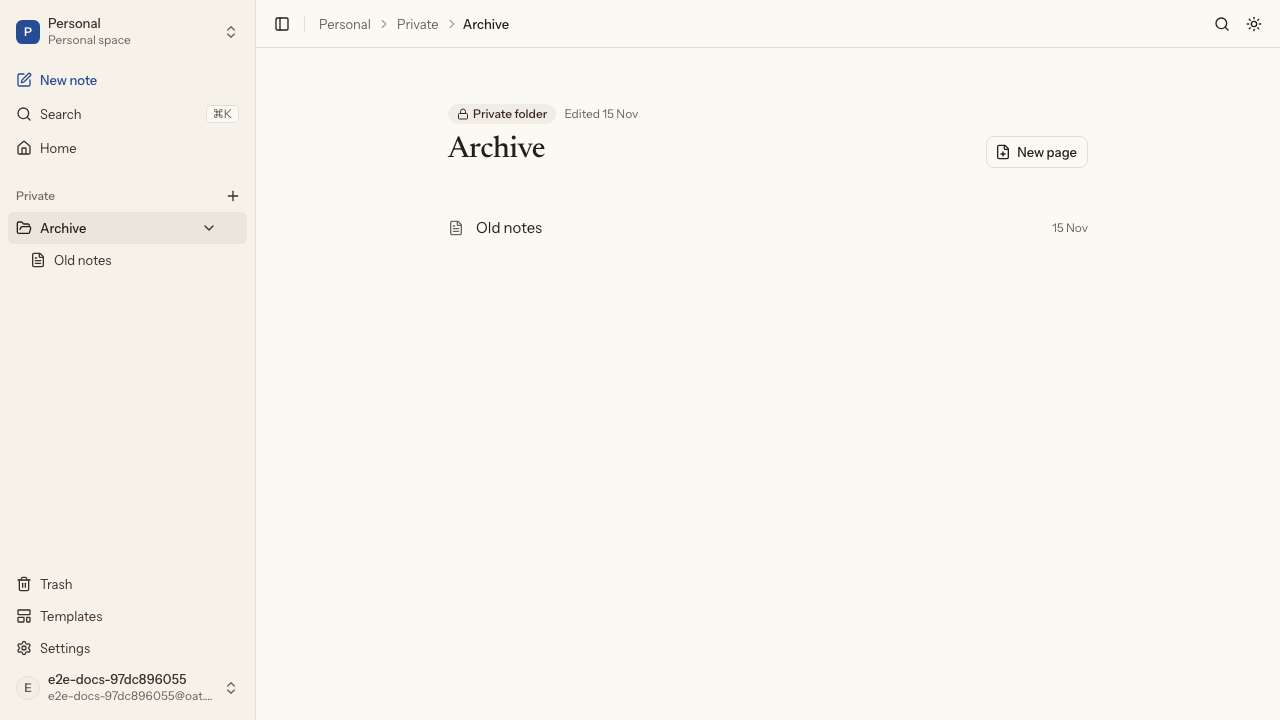 P
Personal
Personal space
New note
Search
⌘K
Home
Private
Archive
Old notes
Trash
Templates
Settings
E
e2e-docs-97dc896055
e2e-docs-97dc896055@oat....
Personal
Private
Archive
Private folder
Edited 15 Nov
Archive
New page
Old notes
15 Nov